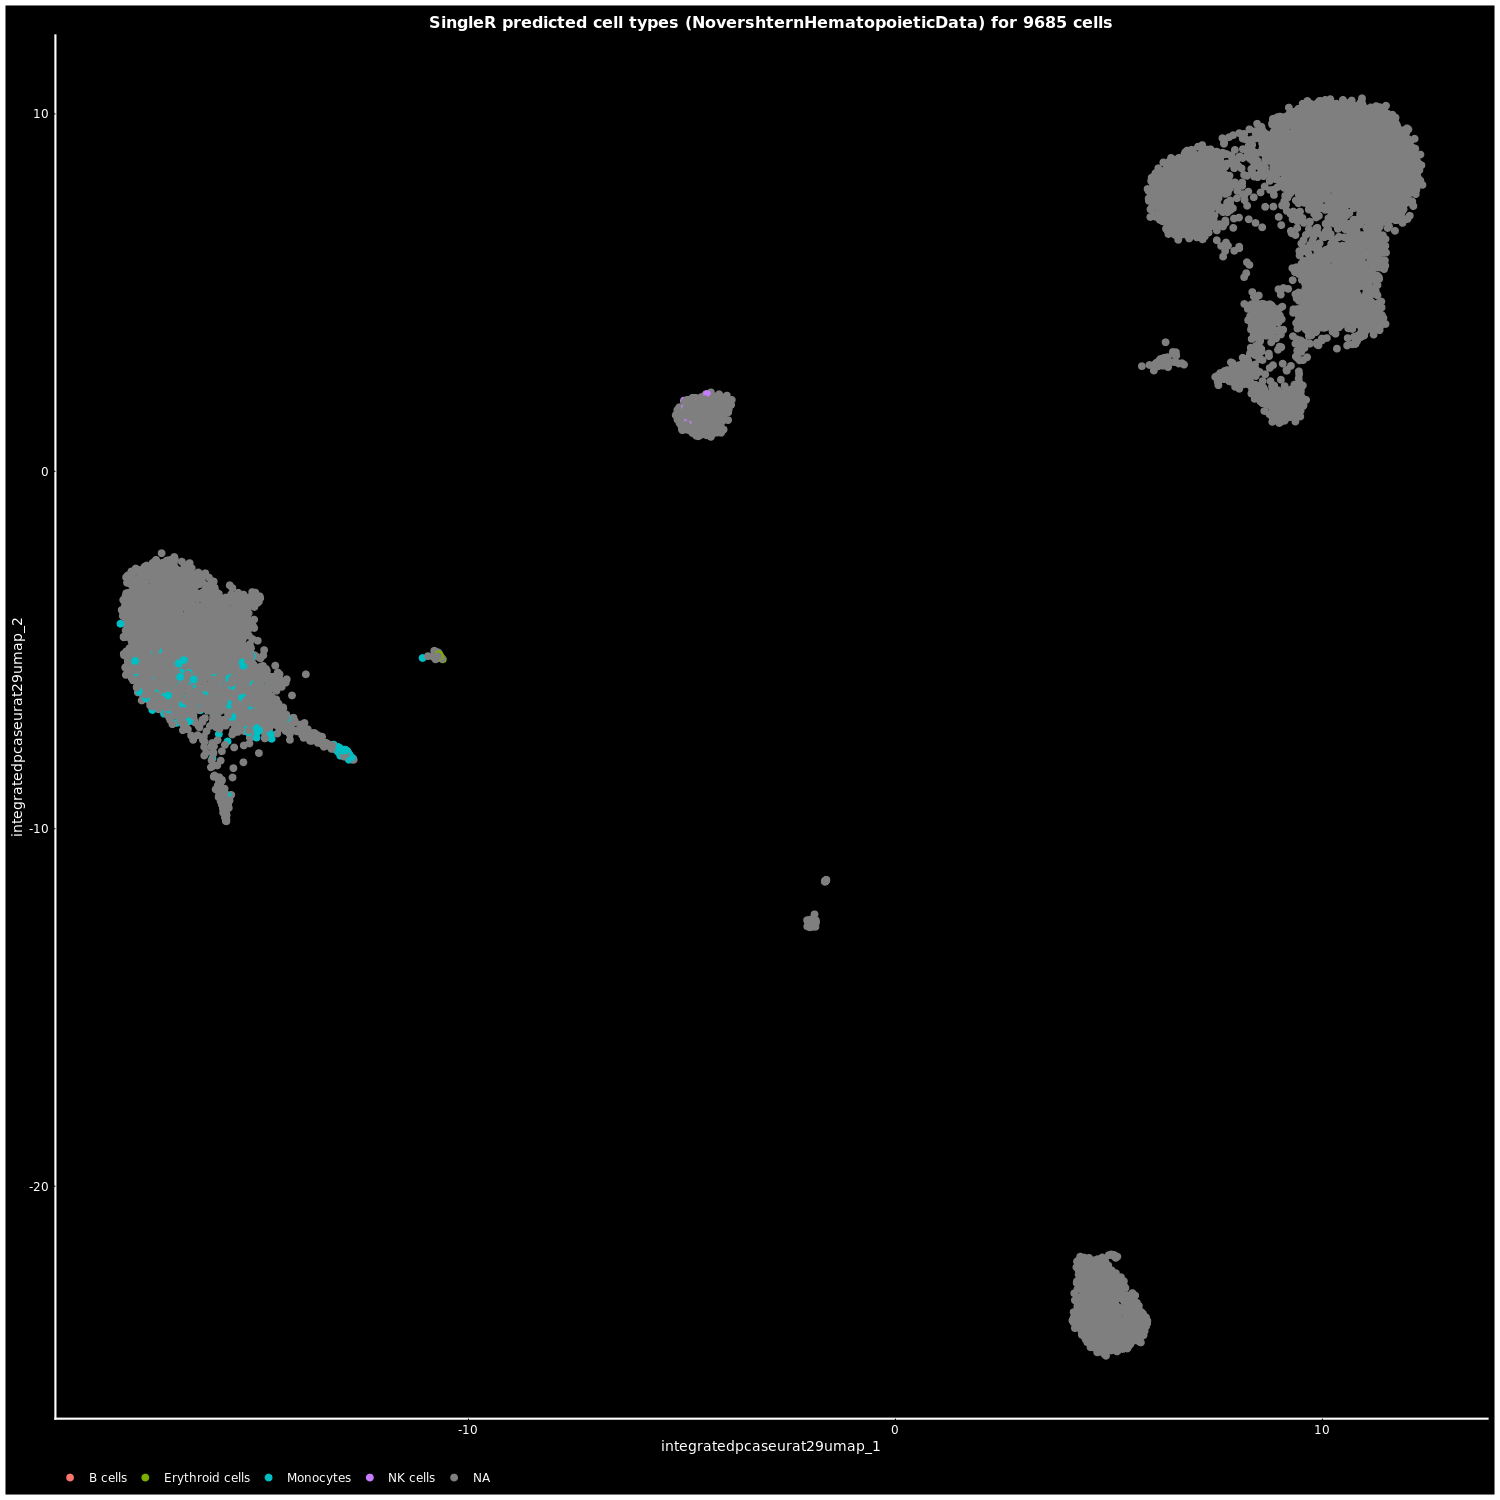 SingleR predicted cell types (NovershternHematopoieticData) for 9685 cells
10
0
-10
-20
integratedpcaseurat29umap_2
-10
0
10
integratedpcaseurat29umap_1
B cells
Erythroid cells
Monocytes
NK cells
NA